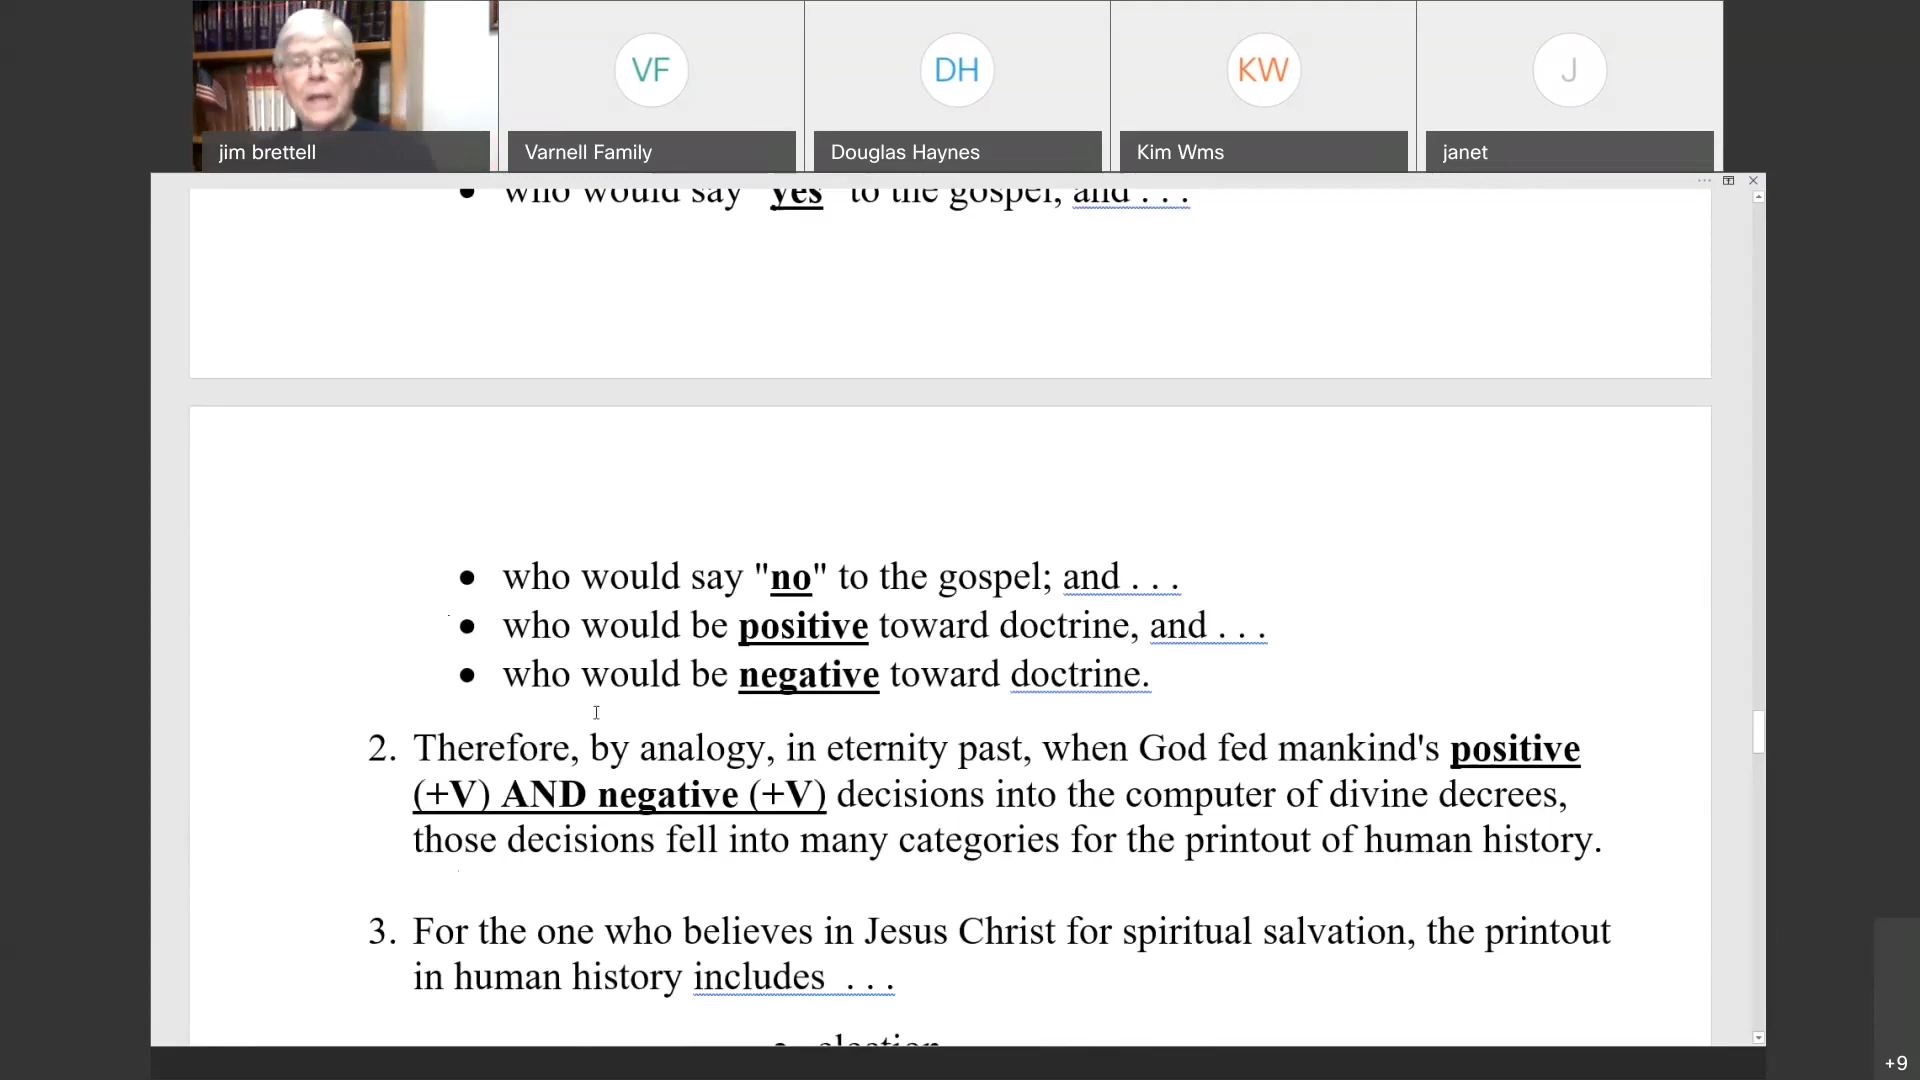 VF
DH
KW
J
jim brettell
Varnell Family
Douglas Haynes
Kim Wms
janet
• who would say "yes" to the gospel, and . . .
• who would say "no" to the gospel; and . . .
• who would be positive toward doctrine, and . . .
• who would be negative toward doctrine.
2. Therefore, by analogy, in eternity past, when God fed mankind's positive
(+V) AND negative (+V) decisions into the computer of divine decrees,
those decisions fell into many categories for the printout of human history.
3. For the one who believes in Jesus Christ for spiritual salvation, the printout
in human history includes . . .
election
+9